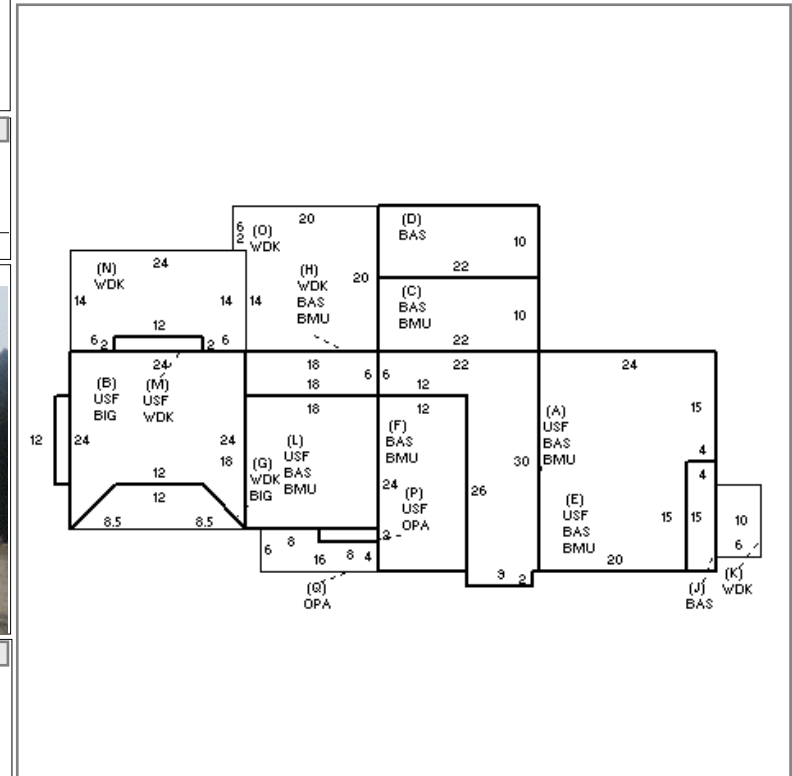 20
(D)
BAS
6
2
(O)
WDK
10
22
24
(N)
WDK
(H)
WDK
BAS
BMU
20
(C)
BAS
BMU
14
14
14
10
12
22
6 2
2 6
24
18
22
24
(B)
USF
BIG
(M)
USF
WDK
18
6
6
12
18
12
15
12
24
24
18
(L)
USF
BAS
BMU
(G)
WDK
BIG
(F)
BAS
BMU
(A)
USF
BAS
BMU
30
4
4
24
26
12
12
(P)
USF
OPA
(E)
USF
BAS
BMU
15
15
10
8.5
8.5
2
6
8
16
8
4
20
6
9
2
(Q)
OPA
(J)
BAS
(K)
WDK